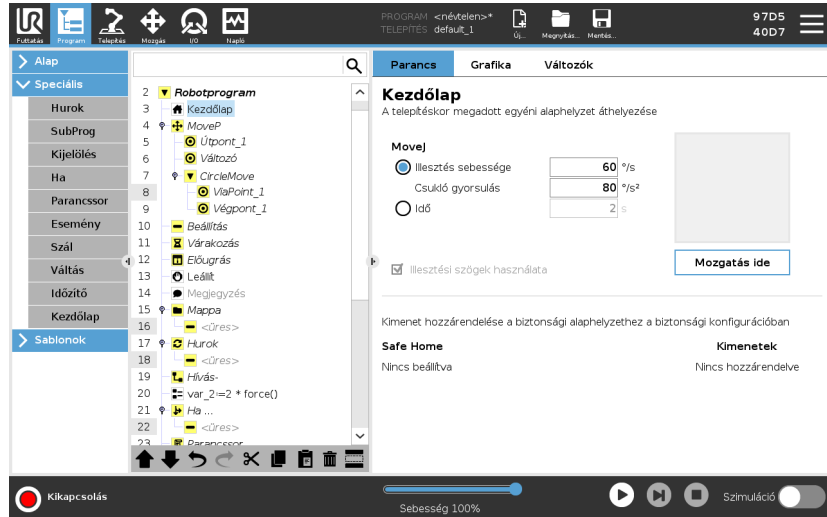 Futtatás
Program
Telepítés
Mozgás
I/O
Napló
PROGRAM <névtelen>*
TELEPÍTÉS default_1
Új...
Megnyitás...
Mentés...
97D5
40D7
Alap
Speciális
Hurok
SubProg
Kijelölés
Ha
Parancssor
Esemény
Szál
Váltás
Időzítő
Kezdőlap
Sablonok
2 Robotprogram
3 Kezdőlap
4 MoveP
5 Útpont_1
6 Változó
7 CircleMove
8 ViaPoint_1
9 Végpont_1
10 Beállítás
11 Várakozás
12 Előugrás
13 Leállít
14 Megjegyzés
15 Mappa
16 <üres>
17 Hurok
18 <üres>
19 Hívás-
20 var_2:=2 * force()
21 Ha ...
22 <üres>
23 Parancssor
Parancs
Grafika
Változók
Kezdőlap
A telepítéskor megadott egyéni alaphelyzet áthelyezése
MoveJ
Illesztés sebessége 60 °/s
Csukló gyorsulás 80 °/s²
Idő 2 s
Illesztési szögek használata
Mozgatás ide
Kimenet hozzárendelése a biztonsági alaphelyzethez a biztonsági konfigurációban
Safe Home Kimenetek
Nincs beállítva Nincs hozzárendelve
Kikapcsolás
Sebesség 100%
Szimuláció